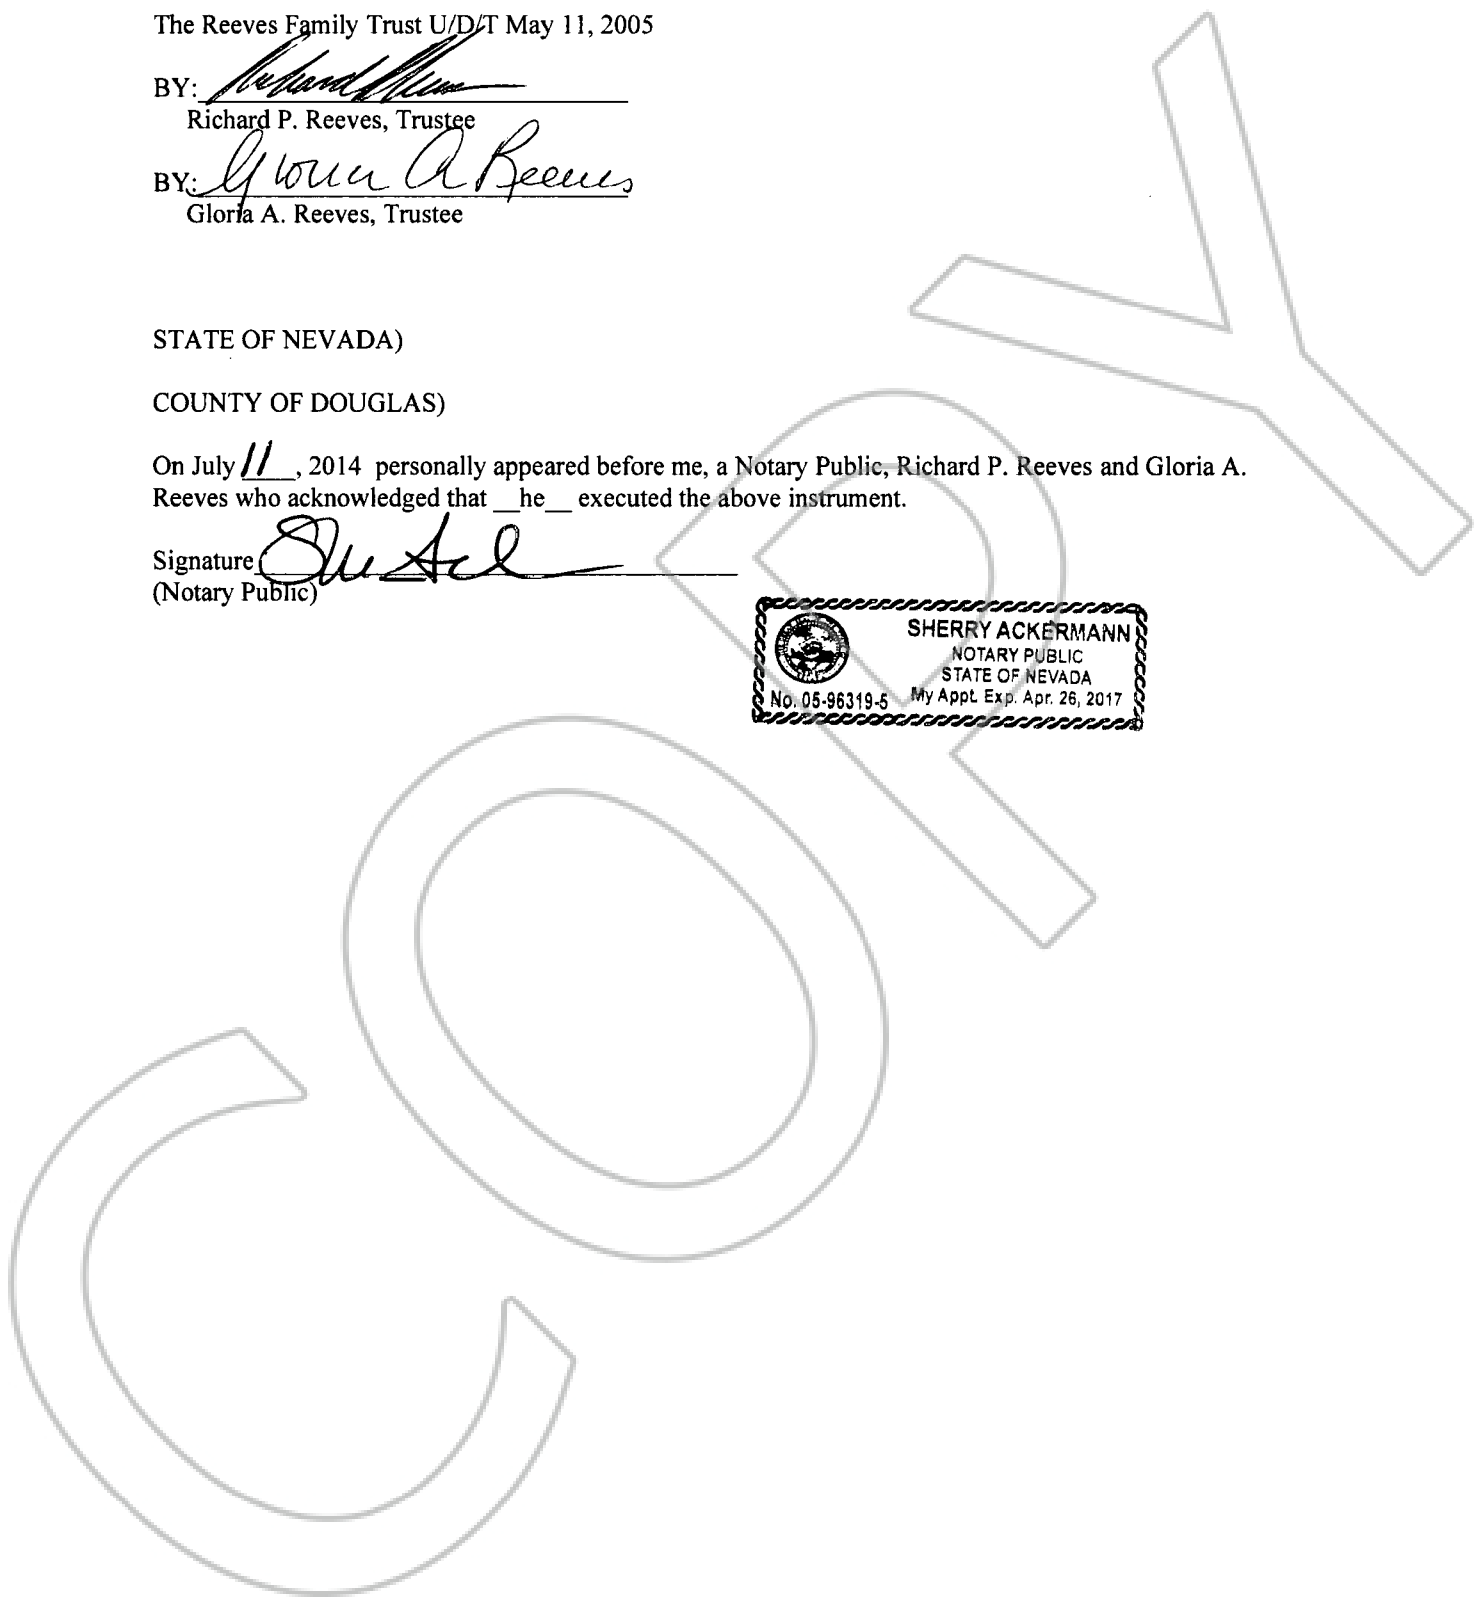 The Reeves Family Trust U/D/T May 11, 2005
BY: Richard Reeves
Richard P. Reeves, Trustee
BY: Gloria A Reeves
Gloria A. Reeves, Trustee
STATE OF NEVADA)
COUNTY OF DOUGLAS)
On July 11 , 2014 personally appeared before me, a Notary Public, Richard P. Reeves and Gloria A.
Reeves who acknowledged that __he__ executed the above instrument.
Signature
(Notary Public)
SHERRY ACKERMANN
NOTARY PUBLIC
STATE OF NEVADA
No. 05-96319-5 My Appt. Exp. Apr. 26, 2017
COPY